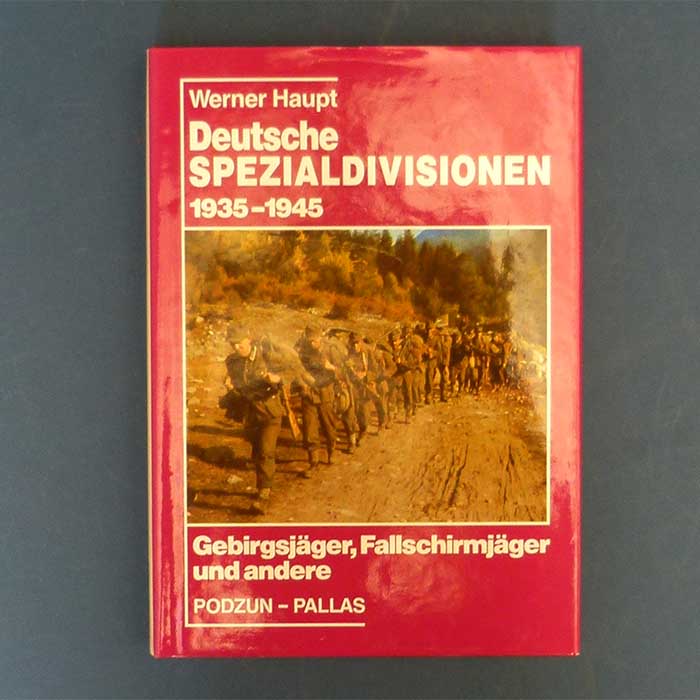 Werner Haupt
Deutsche
SPEZIALDIVISIONEN
1935–1945
Gebirgsjäger, Fallschirmjäger
und andere
PODZUN – PALLAS